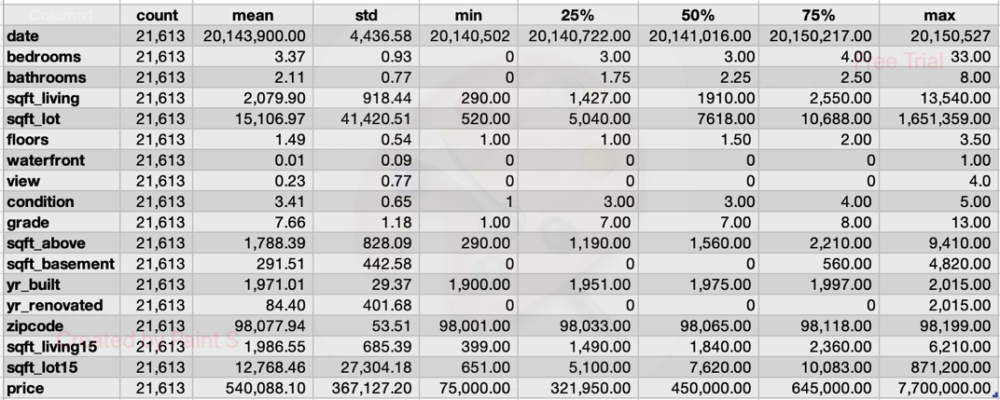 Column1 count mean std min 25% 50% 75% max
date 21,613 20,143,900.00 4,436.58 20,140,502 20,140,722.00 20,141,016.00 20,150,217.00 20,150,527
bedrooms 21,613 3.37 0.93 0 3.00 3.00 4.00 33.00
Free Trial
bathrooms 21,613 2.11 0.77 0 1.75 2.25 2.50 8.00
sqft_living 21,613 2,079.90 918.44 290.00 1,427.00 1910.00 2,550.00 13,540.00
sqft_lot 21,613 15,106.97 41,420.51 520.00 5,040.00 7618.00 10,688.00 1,651,359.00
floors 21,613 1.49 0.54 1.00 1.00 1.50 2.00 3.50
waterfront 21,613 0.01 0.09 0 0 0 0 1.00
view 21,613 0.23 0.77 0 0 0 0 4.0
condition 21,613 3.41 0.65 1 3.00 3.00 4.00 5.00
grade 21,613 7.66 1.18 1.00 7.00 7.00 8.00 13.00
sqft_above 21,613 1,788.39 828.09 290.00 1,190.00 1,560.00 2,210.00 9,410.00
sqft_basement 21,613 291.51 442.58 0 0 0 560.00 4,820.00
yr_built 21,613 1,971.01 29.37 1,900.00 1,951.00 1,975.00 1,997.00 2,015.00
yr_renovated 21,613 84.40 401.68 0 0 0 0 2,015.00
zipcode 21,613 98,077.94 53.51 98,001.00 98,033.00 98,065.00 98,118.00 98,199.00
Created by Paint S
sqft_living15 21,613 1,986.55 685.39 399.00 1,490.00 1,840.00 2,360.00 6,210.00
sqft_lot15 21,613 12,768.46 27,304.18 651.00 5,100.00 7,620.00 10,083.00 871,200.00
price 21,613 540,088.10 367,127.20 75,000.00 321,950.00 450,000.00 645,000.00 7,700,000.00